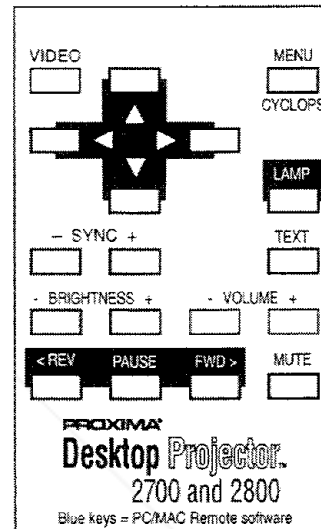 VIDEO MENU
CYCLOPS
LAMP
- SYNC + TEXT
- BRIGHTNESS + - VOLUME +
< REV PAUSE FWD > MUTE
PROXIMA
Desktop Projector™
2700 and 2800
Blue keys = PC/MAC Remote software